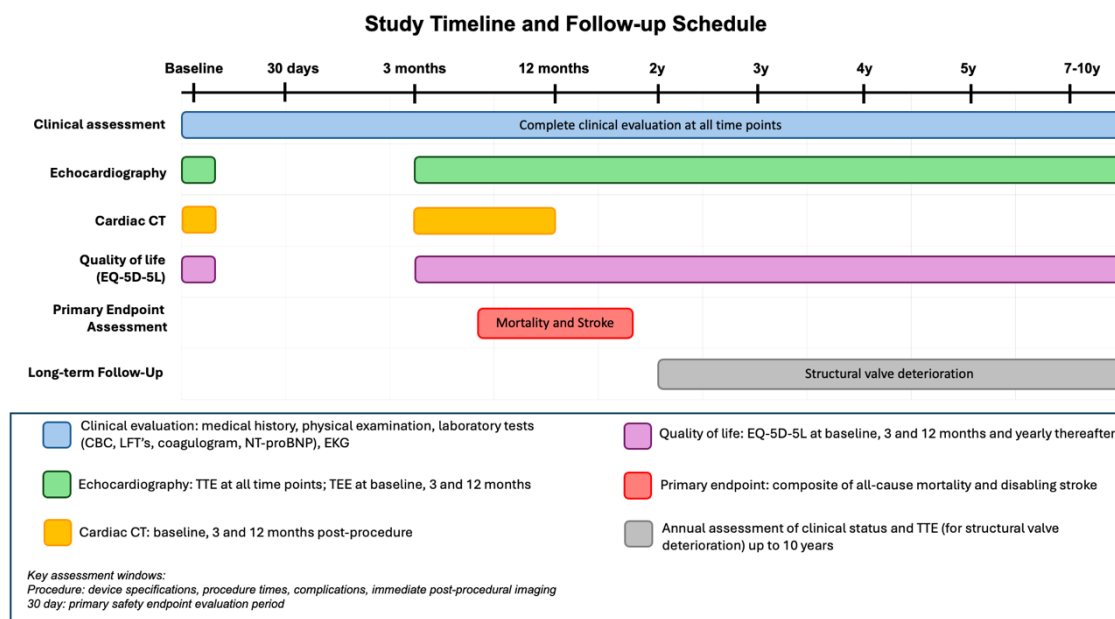 Study Timeline and Follow-up Schedule
Baseline 30 days 3 months 12 months 2y 3y 4y 5y 7-10y
Clinical assessment
Complete clinical evaluation at all time points
Echocardiography
Cardiac CT
Quality of life
(EQ-5D-5L)
Primary Endpoint
Assessment
Mortality and Stroke
Long-term Follow-Up
Structural valve deterioration
Clinical evaluation: medical history, physical examination, laboratory tests
(CBC, LFT's, coagulogram, NT-proBNP), EKG
Echocardiography: TTE at all time points; TEE at baseline, 3 and 12 months
Cardiac CT: baseline, 3 and 12 months post-procedure
Quality of life: EQ-5D-5L at baseline, 3 and 12 months and yearly thereafter
Primary endpoint: composite of all-cause mortality and disabling stroke
Annual assessment of clinical status and TTE (for structural valve
deterioration) up to 10 years
Key assessment windows:
Procedure: device specifications, procedure times, complications, immediate post-procedural imaging
30 day: primary safety endpoint evaluation period